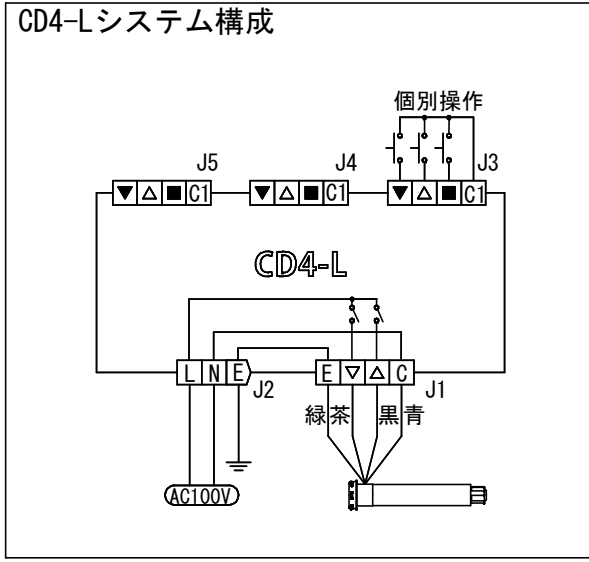 CD4-Lシステム構成
個別操作
J5
J4
J3
▼△■C1
▼△■C1
▼△■C1
CD4-L
L N E
J2
E▽△C
J1
緑茶 黒青
AC100V